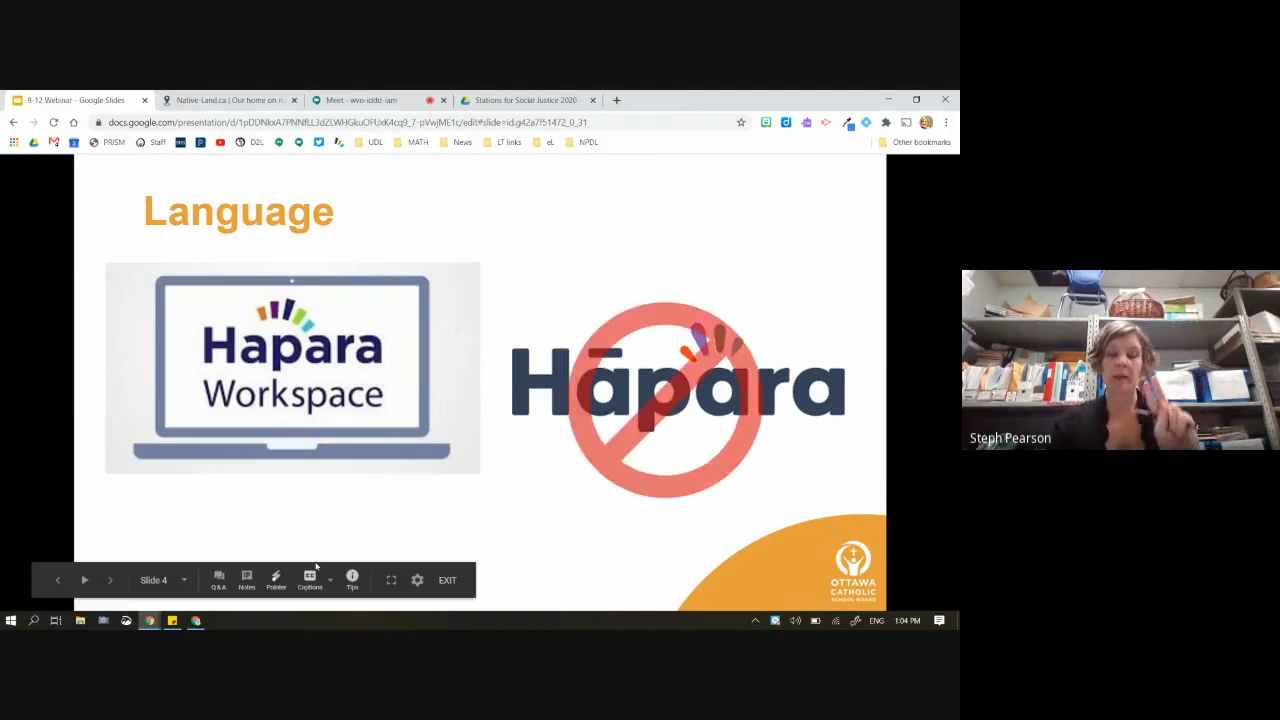 9-12 Webinar - Google Slides
Native-Land.ca | Our home on n
Meet - wvo-iddd-iam
Stations for Social Justice 2020 -
docs.google.com/presentation/d/1pDDNkxA7PNNfLL3dZLWHGkuOFUxK4cq9_7-pVwjME1c/edit#slide=id.g42a7f51472_0_31
PRISM
Staff
D2L
UDL
MATH
News
LT links
eL
NPDL
Other bookmarks
Language
Hapara
Workspace
Hāpara
Steph Pearson
OTTAWA
CATHOLIC
SCHOOL BOARD
Slide 4
Q&A
Notes
Pointer
Captions
Tips
EXIT
ENG
1:04 PM